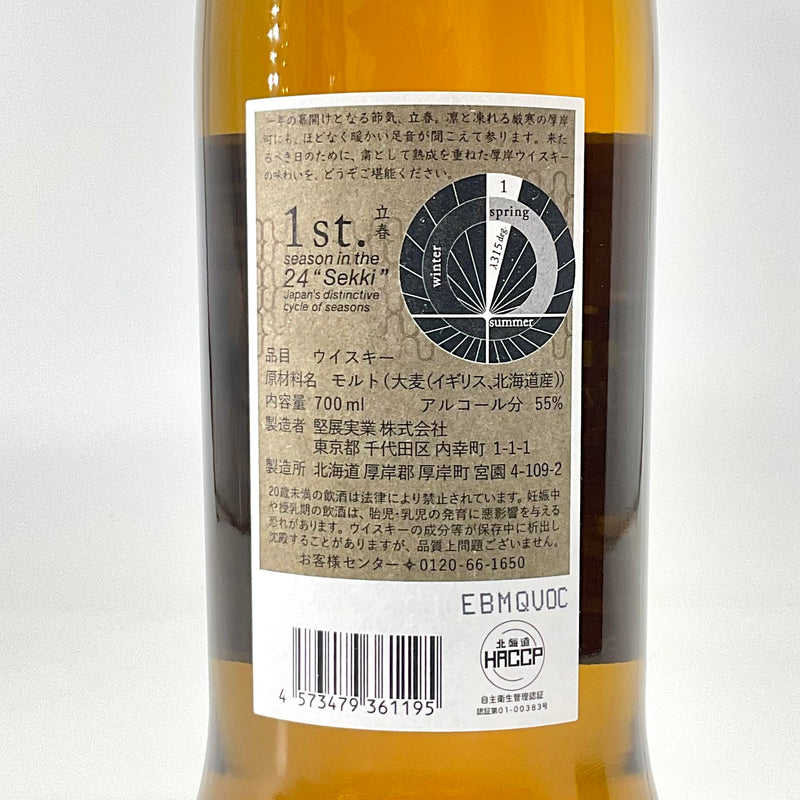 一年の幕開けとなる節気、立春。凛と凍れる厳寒の厚岸
町にも、ほどなく暖かい足音が聞こえて参ります。来た
るべき日のために、粛として熟成を重ねた厚岸ウイスキー
の味わいを、どうぞご堪能ください。
1st. 立春
season in the
24 “Sekki”
Japan's distinctive
cycle of seasons
1
spring
λ315 deg.
winter
summer
品目 ウイスキー
原材料名 モルト（大麦（イギリス、北海道産））
内容量 700 ml アルコール分 55%
製造者 堅展実業 株式会社
東京都 千代田区 内幸町 1-1-1
製造所 北海道 厚岸郡 厚岸町 宮園 4-109-2
20歳未満の飲酒は法律により禁止されています。妊娠中
や授乳期の飲酒は、胎児・乳児の発育に悪影響を与える
恐れがあります。ウイスキーの成分等が保存中に析出し
沈殿することがありますが、品質上問題ございません。
お客様センター✦0120-66-1650
EBMQUOC
北海道
HACCP
自主衛生管理認証
認証第01-00383号
4 573479 361195